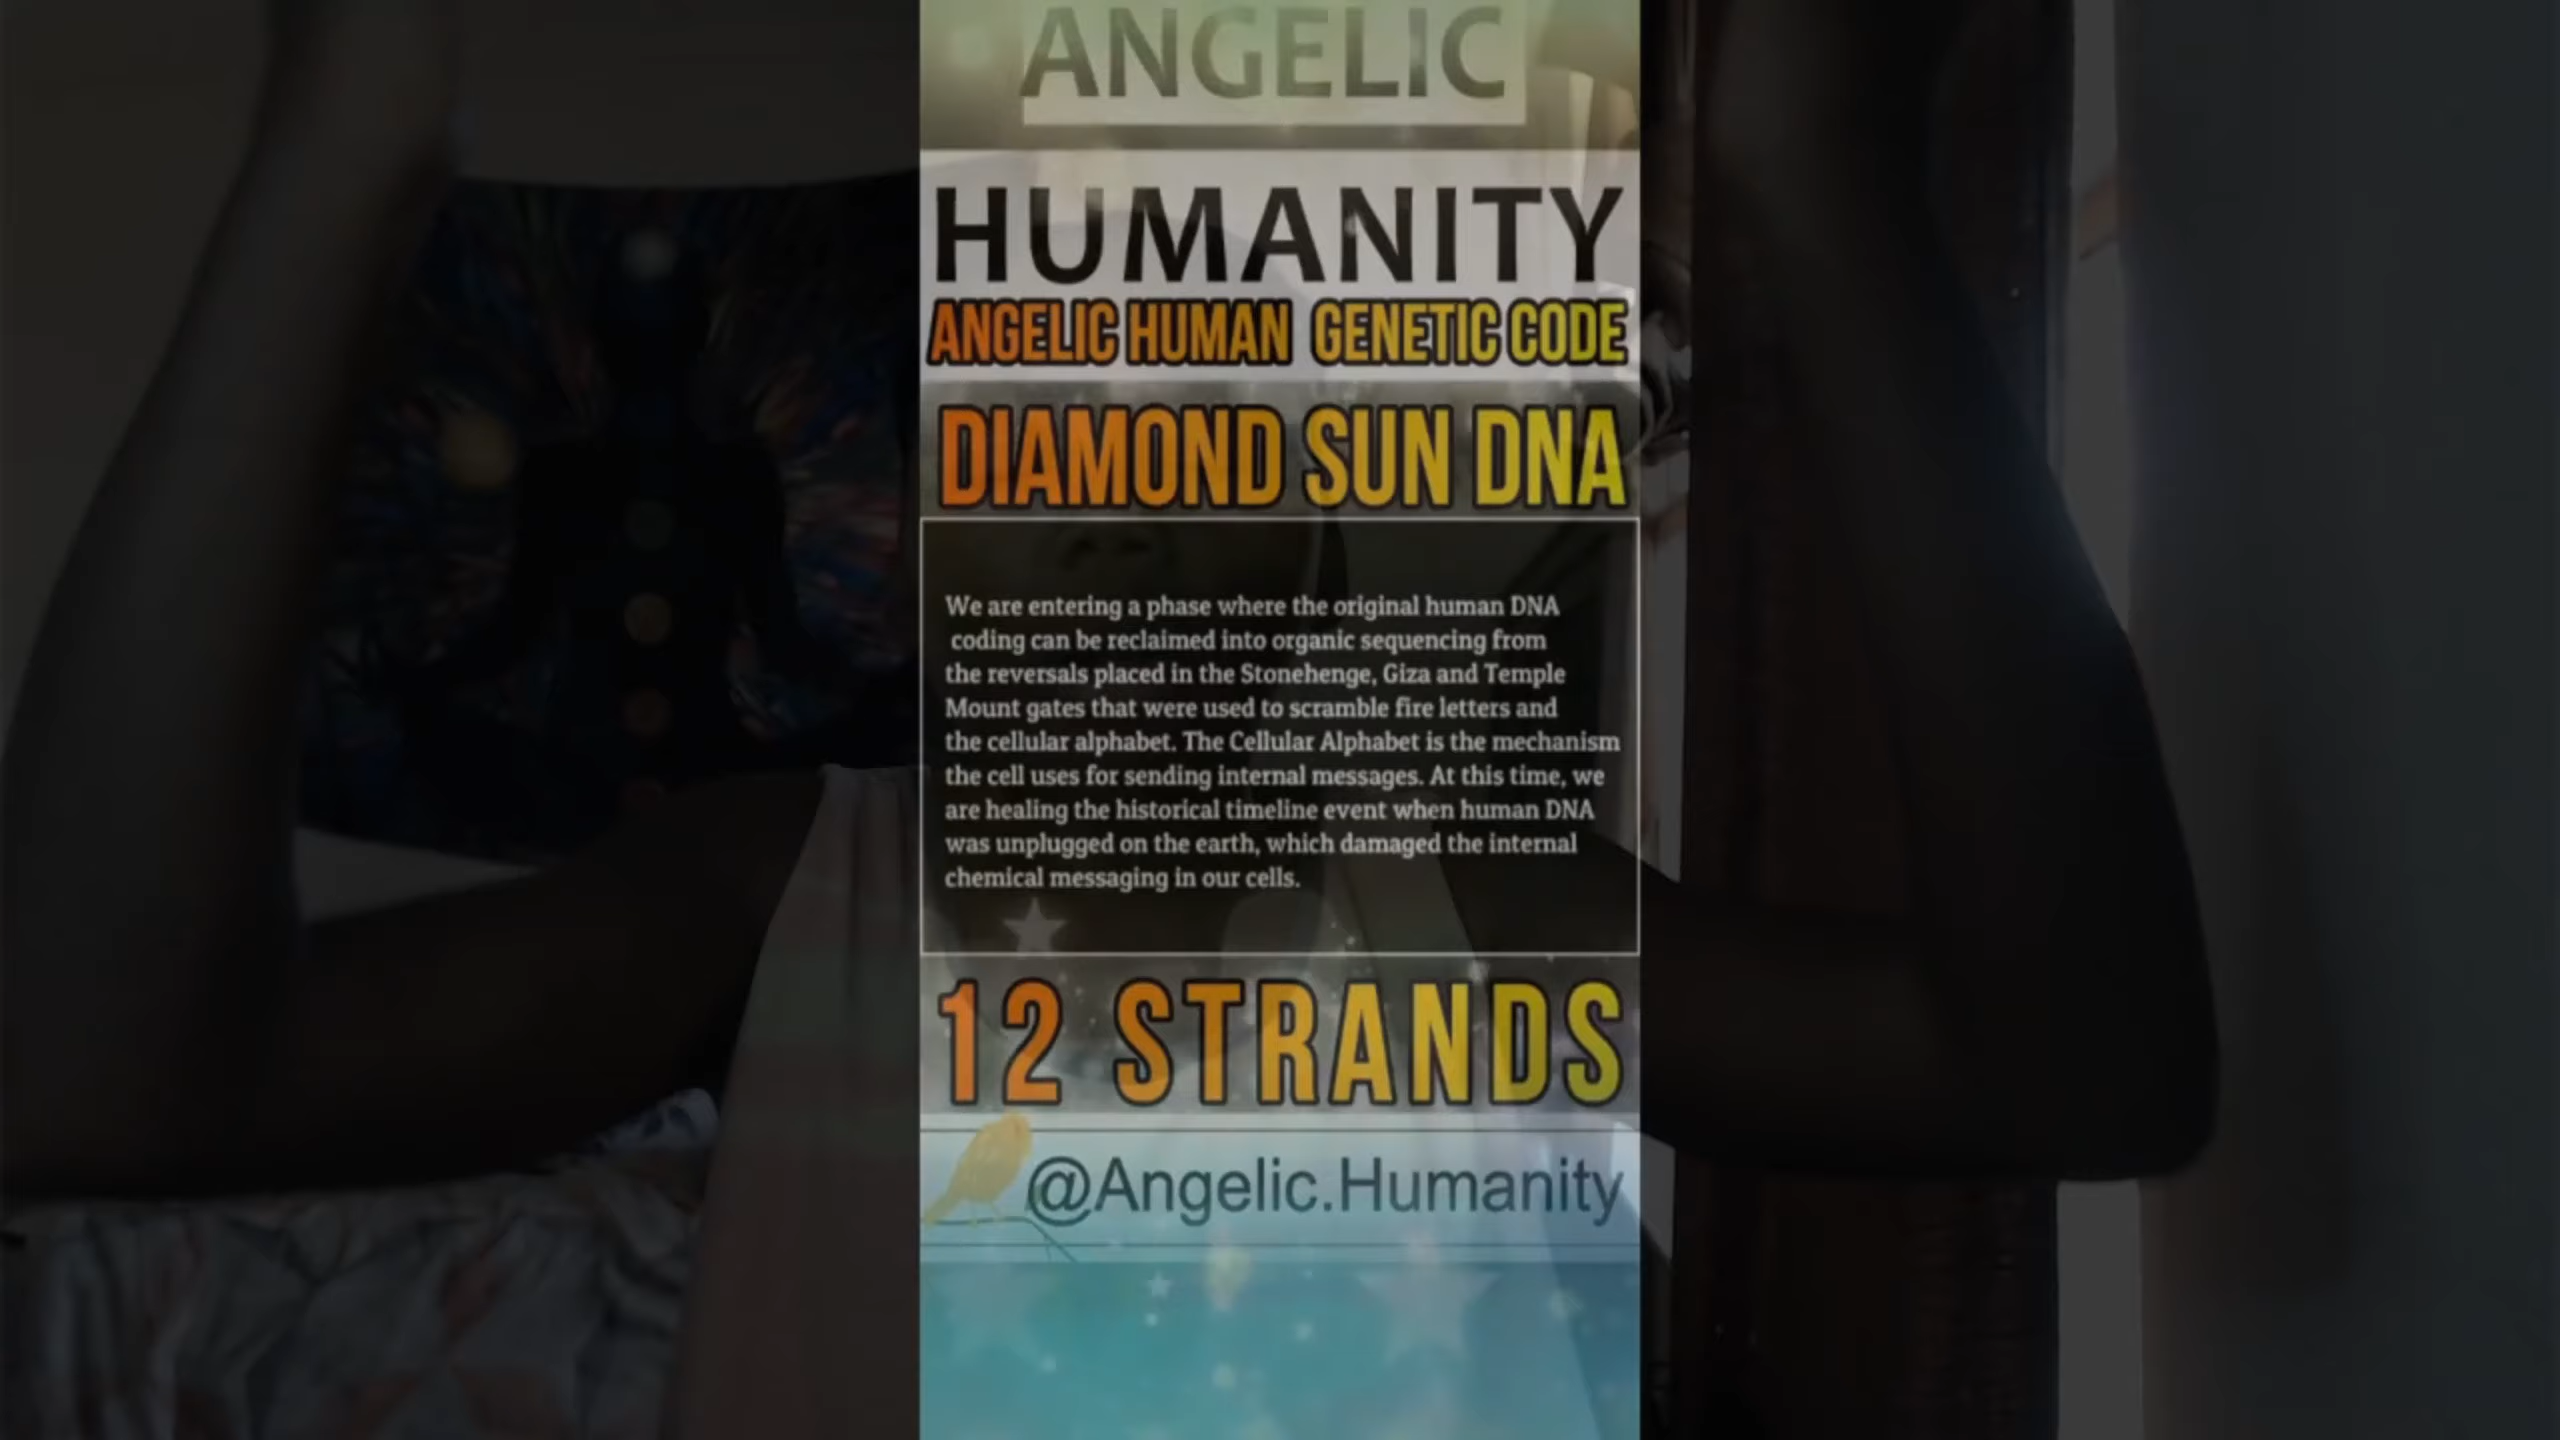 ANGELIC
HUMANITY
ANGELIC HUMAN GENETIC CODE
DIAMOND SUN DNA
We are entering a phase where the original human DNA
coding can be reclaimed into organic sequencing from
the reversals placed in the Stonehenge, Giza and Temple
Mount gates that were used to scramble fire letters and
the cellular alphabet. The Cellular Alphabet is the mechanism
the cell uses for sending internal messages. At this time, we
are healing the historical timeline event when human DNA
was unplugged on the earth, which damaged the internal
chemical messaging in our cells.
12 STRANDS
@Angelic.Humanity